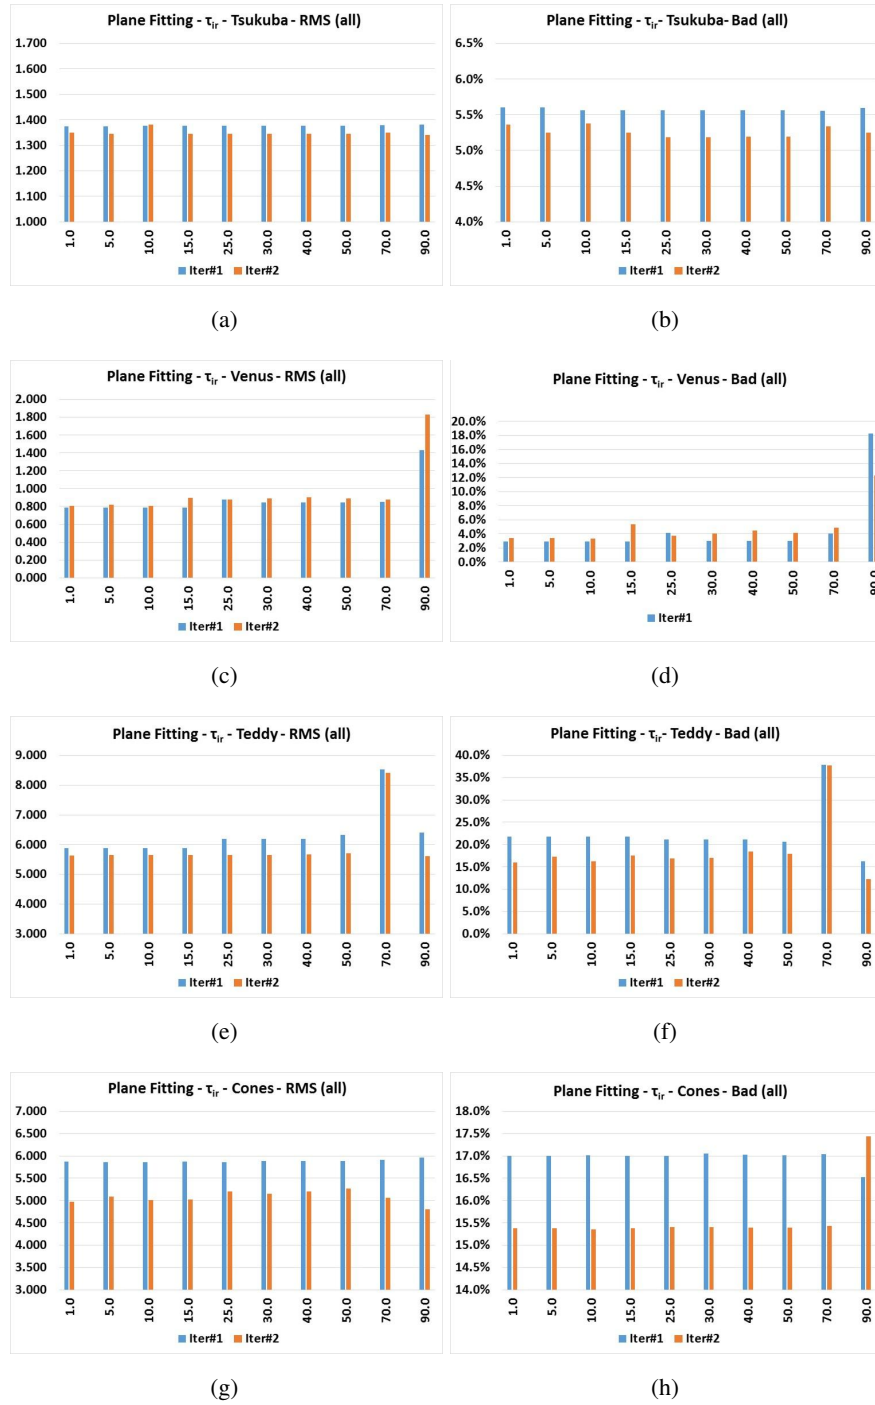 Plane Fitting - τir - Tsukuba - RMS (all)
1.700
1.600
1.500
1.400
1.300
1.200
1.100
1.000
1.0 5.0 10.0 15.0 25.0 30.0 40.0 50.0 70.0 90.0
Iter#1 Iter#2
(a)
Plane Fitting - τir- Tsukuba- Bad (all)
6.5%
6.0%
5.5%
5.0%
4.5%
4.0%
1.0 5.0 10.0 15.0 25.0 30.0 40.0 50.0 70.0 90.0
Iter#1 Iter#2
(b)
Plane Fitting - τir - Venus - RMS (all)
2.000
1.800
1.600
1.400
1.200
1.000
0.800
0.600
0.400
0.200
0.000
1.0 5.0 10.0 15.0 25.0 30.0 40.0 50.0 70.0 90.0
Iter#1 Iter#2
(c)
Plane Fitting - τir - Venus - Bad (all)
20.0%
18.0%
16.0%
14.0%
12.0%
10.0%
8.0%
6.0%
4.0%
2.0%
0.0%
1.0 5.0 10.0 15.0 25.0 30.0 40.0 50.0 70.0 90.0
Iter#1
(d)
Plane Fitting - τir - Teddy - RMS (all)
9.000
8.000
7.000
6.000
5.000
4.000
3.000
1.0 5.0 10.0 15.0 25.0 30.0 40.0 50.0 70.0 90.0
Iter#1 Iter#2
(e)
Plane Fitting - τir- Teddy - Bad (all)
40.0%
35.0%
30.0%
25.0%
20.0%
15.0%
10.0%
5.0%
0.0%
1.0 5.0 10.0 15.0 25.0 30.0 40.0 50.0 70.0 90.0
Iter#1 Iter#2
(f)
Plane Fitting - τir - Cones - RMS (all)
7.000
6.500
6.000
5.500
5.000
4.500
4.000
3.500
3.000
1.0 5.0 10.0 15.0 25.0 30.0 40.0 50.0 70.0 90.0
Iter#1 Iter#2
(g)
Plane Fitting - τir - Cones - Bad (all)
18.0%
17.5%
17.0%
16.5%
16.0%
15.5%
15.0%
14.5%
14.0%
1.0 5.0 10.0 15.0 25.0 30.0 40.0 50.0 70.0 90.0
Iter#1 Iter#2
(h)